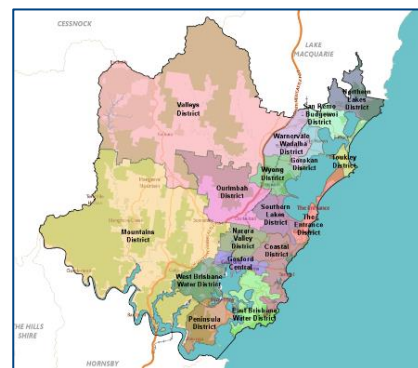 CESSNOCK
LAKE
MACQUARIE
Northern
Lakes
District
San Remo
Budgewoi
District
Valleys
District
Warnervale
Wadalba
District
Gorokan
District
Toukley
District
Wyong
District
Ourimbah
District
Southern
Lakes
District
The Entrance
The
Entrance
District
Mountains
District
Narara
Valley
District
Coastal
District
Gosford
Central
West Brisbane
Water District
Peninsula
District
East Brisbane
Water District
THE HILLS
SHIRE
HORNSBY